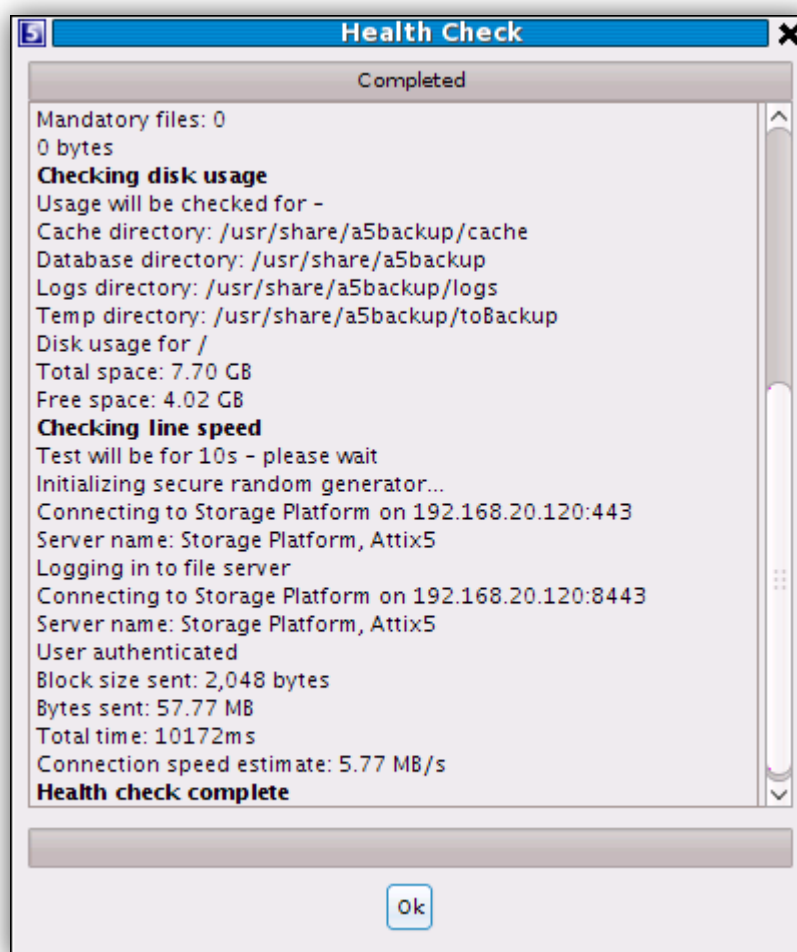 5
Health Check
Completed
Mandatory files: 0
0 bytes
Checking disk usage
Usage will be checked for -
Cache directory: /usr/share/a5backup/cache
Database directory: /usr/share/a5backup
Logs directory: /usr/share/a5backup/logs
Temp directory: /usr/share/a5backup/toBackup
Disk usage for /
Total space: 7.70 GB
Free space: 4.02 GB
Checking line speed
Test will be for 10s - please wait
Initializing secure random generator...
Connecting to Storage Platform on 192.168.20.120:443
Server name: Storage Platform, Attix5
Logging in to file server
Connecting to Storage Platform on 192.168.20.120:8443
Server name: Storage Platform, Attix5
User authenticated
Block size sent: 2,048 bytes
Bytes sent: 57.77 MB
Total time: 10172ms
Connection speed estimate: 5.77 MB/s
Health check complete
Ok